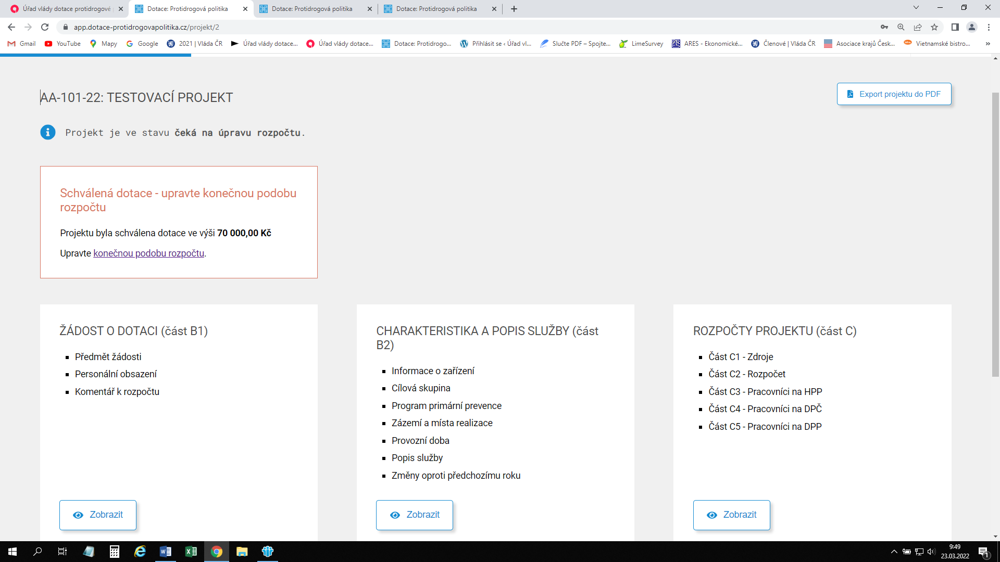 Úřad vlády dotace protidrogové
Dotace: Protidrogová politika
Dotace: Protidrogová politika
Dotace: Protidrogová politika
app.dotace-protidrogovapolitika.cz/projekt/2
Gmail
YouTube
Mapy
Google
2021 | Vláda ČR
Úřad vlády dotace...
Úřad vlády dotace...
Dotace: Protidrogo...
Přihlásit se ‹ Úřad vl...
Slučte PDF – Spojte...
LimeSurvey
ARES - Ekonomické...
Členové | Vláda ČR
Asociace krajů Česk...
Vietnamské bistro...
»
AA-101-22: TESTOVACÍ PROJEKT
Export projektu do PDF
Projekt je ve stavu čeká na úpravu rozpočtu.
Schválená dotace - upravte konečnou podobu
rozpočtu
Projektu byla schválena dotace ve výši 70 000,00 Kč
Upravte konečnou podobu rozpočtu.
ŽÁDOST O DOTACI (část B1)
Předmět žádosti
Personální obsazení
Komentář k rozpočtu
Zobrazit
CHARAKTERISTIKA A POPIS SLUŽBY (část
B2)
Informace o zařízení
Cílová skupina
Program primární prevence
Zázemí a místa realizace
Provozní doba
Popis služby
Změny oproti předchozímu roku
Zobrazit
ROZPOČTY PROJEKTU (část C)
Část C1 - Zdroje
Část C2 - Rozpočet
Část C3 - Pracovníci na HPP
Část C4 - Pracovníci na DPČ
Část C5 - Pracovníci na DPP
Zobrazit
9:49
23.03.2022
1